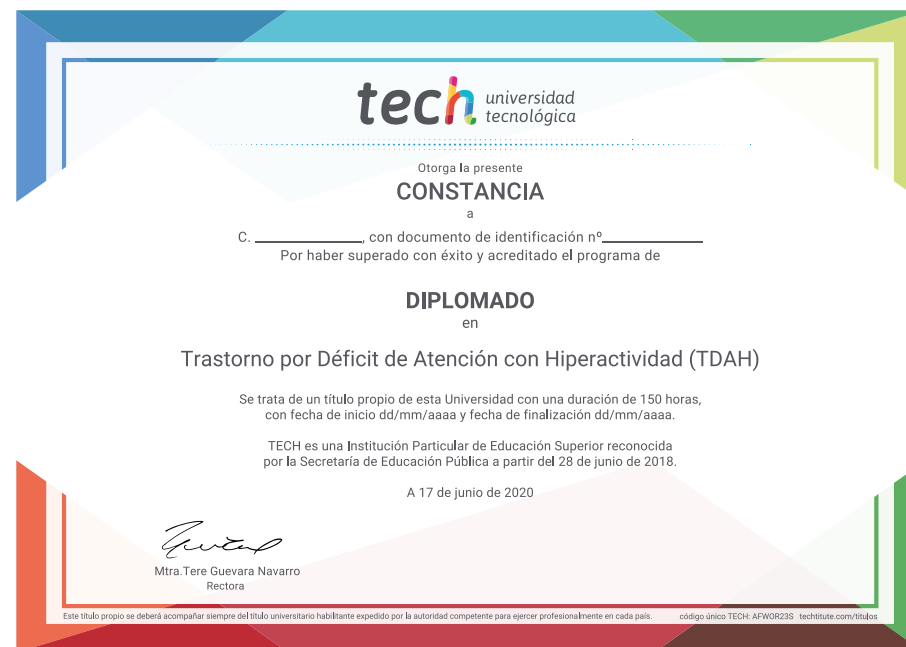 tech universidad
tecnológica
Otorga la presente
CONSTANCIA
a
C. ____________, con documento de identificación nº____________
Por haber superado con éxito y acreditado el programa de
DIPLOMADO
en
Trastorno por Déficit de Atención con Hiperactividad (TDAH)
Se trata de un título propio de esta Universidad con una duración de 150 horas,
con fecha de inicio dd/mm/aaaa y fecha de finalización dd/mm/aaaa.
TECH es una Institución Particular de Educación Superior reconocida
por la Secretaría de Educación Pública a partir del 28 de junio de 2018.
A 17 de junio de 2020
Mtra.Tere Guevara Navarro
Rectora
Este título propio se deberá acompañar siempre del título universitario habilitante expedido por la autoridad competente para ejercer profesionalmente en cada país. código único TECH: AFWOR23S techtitute.com/titulos